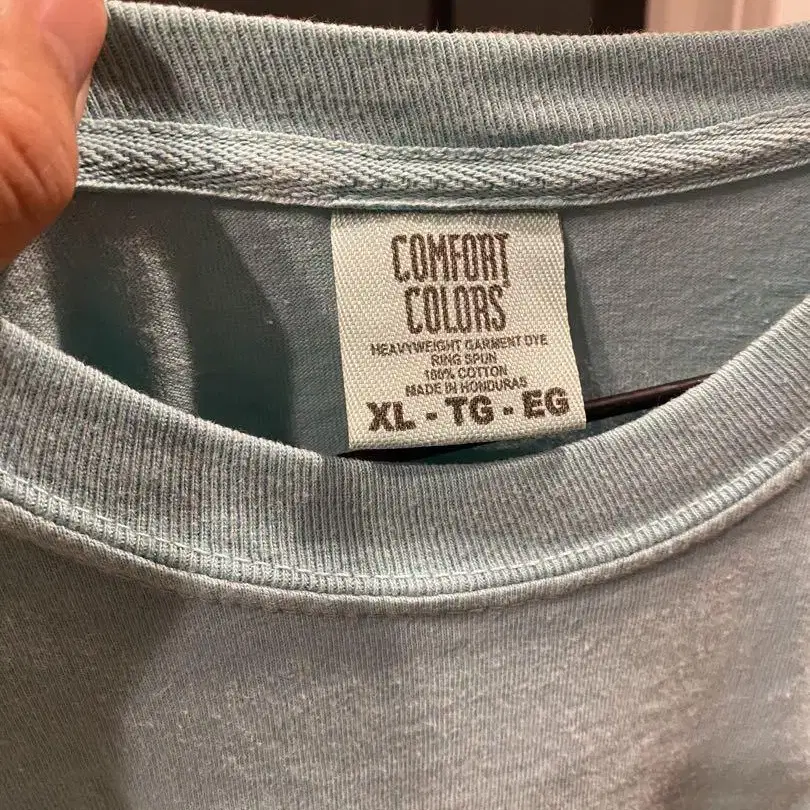 COMFORT
COLORS
HEAVYWEIGHT GARMENT DYE
RING SPUN
100% COTTON
MADE IN HONDURAS
XL - TG - EG